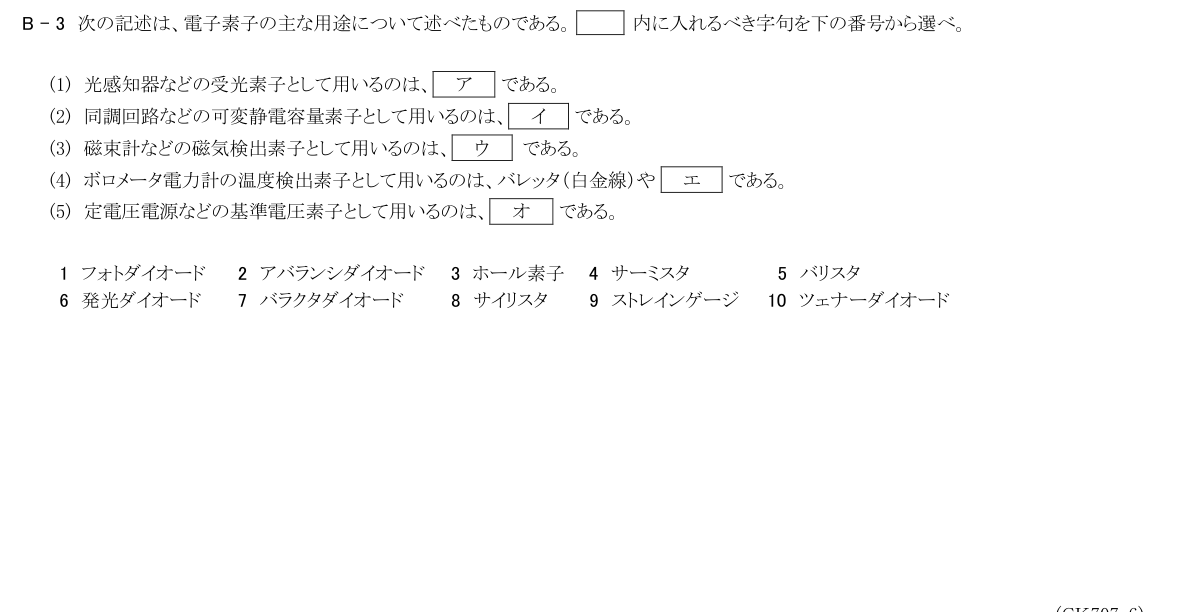 B－3 次の記述は、電子素子の主な用途について述べたものである。 内に入れるべき字句を下の番号から選べ。
(1) 光感知器などの受光素子として用いるのは、 ア である。
(2) 同調回路などの可変静電容量素子として用いるのは、 イ である。
(3) 磁束計などの磁気検出素子として用いるのは、 ウ である。
(4) ボロメータ電力計の温度検出素子として用いるのは、バレッタ(白金線)や エ である。
(5) 定電圧電源などの基準電圧素子として用いるのは、 オ である。
1 フォトダイオード 2 アバランシダイオード 3 ホール素子 4 サーミスタ 5 バリスタ
6 発光ダイオード 7 バラクタダイオード 8 サイリスタ 9 ストレインゲージ 10 ツェナーダイオード